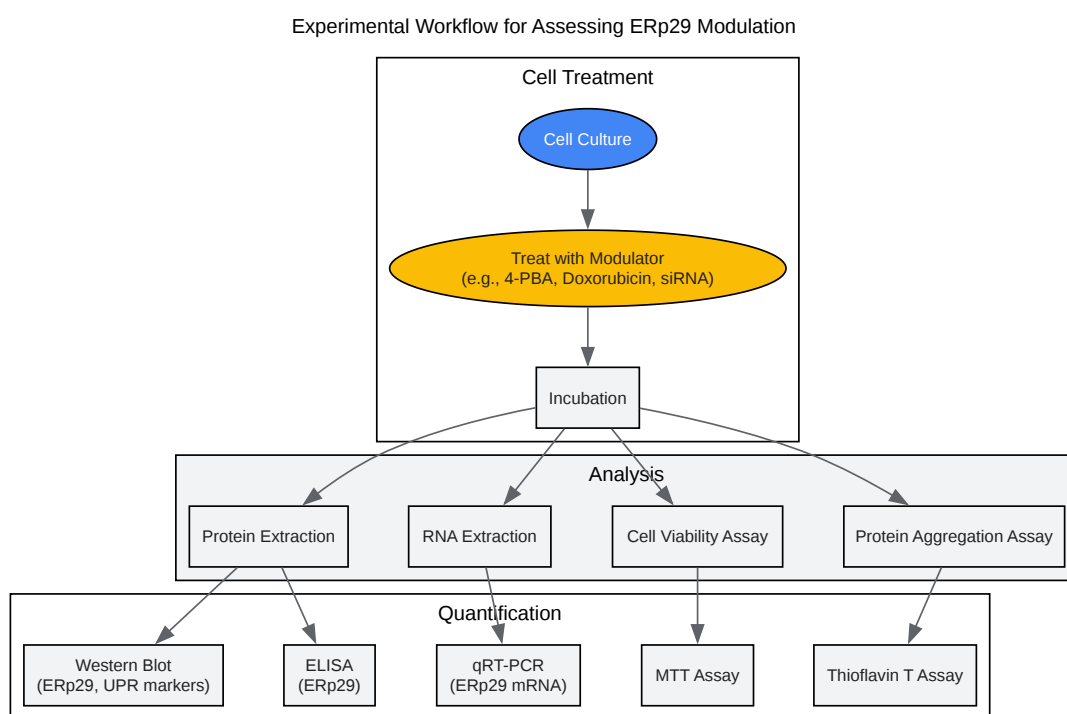 Experimental Workflow for Assessing ERp29 Modulation
Cell Treatment
Cell Culture
Treat with Modulator
(e.g., 4-PBA, Doxorubicin, siRNA)
Incubation
Analysis
Protein Extraction
RNA Extraction
Cell Viability Assay
Protein Aggregation Assay
Quantification
Western Blot
(ERp29, UPR markers)
ELISA
(ERp29)
qRT-PCR
(ERp29 mRNA)
MTT Assay
Thioflavin T Assay